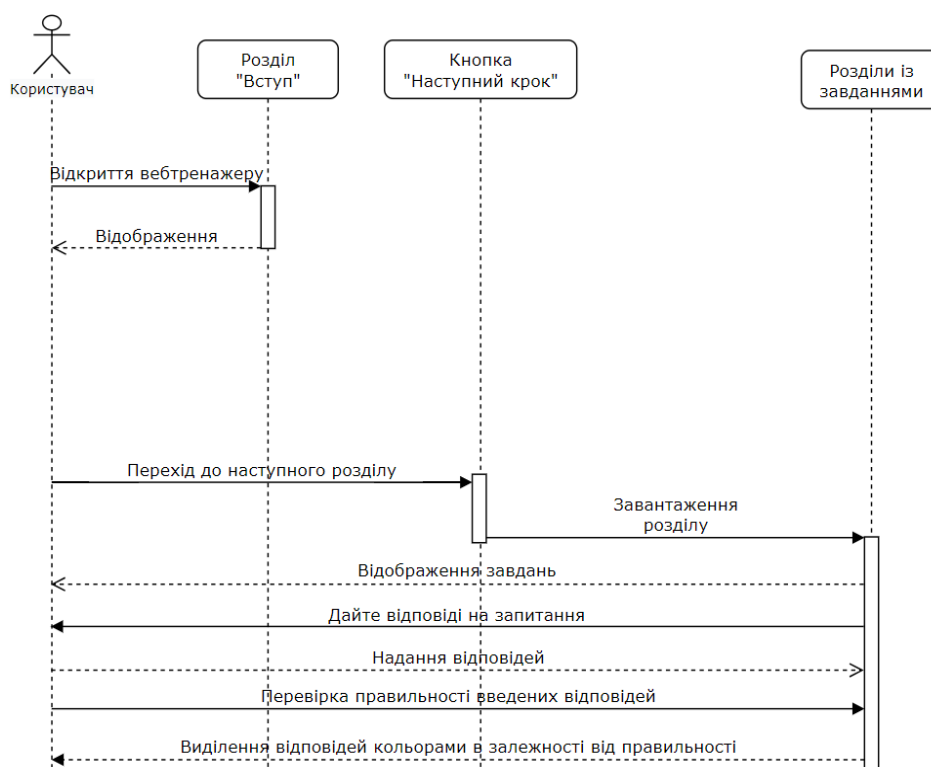 Користувач
Розділ
"Вступ"
Кнопка
"Наступний крок"
Розділи із
завданнями
Відкриття вебтренажеру
Відображення
Перехід до наступного розділу
Завантаження
розділу
Відображення завдань
Дайте відповіді на запитання
Надання відповідей
Перевірка правильності введених відповідей
Виділення відповідей кольорами в залежності від правильності